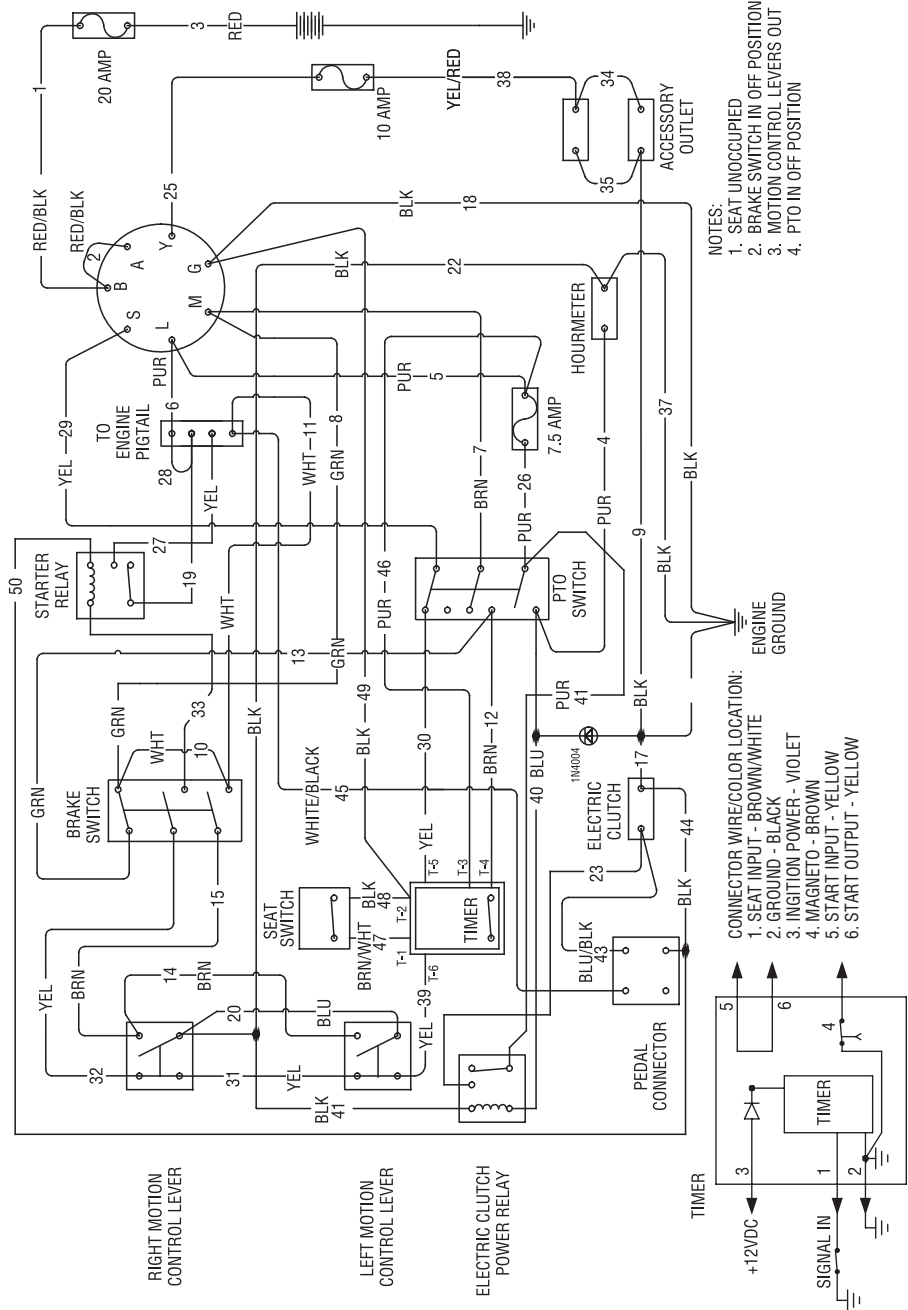 RIGHT MOTION
CONTROL LEVER
LEFT MOTION
CONTROL LEVER
ELECTRIC CLUTCH
POWER RELAY
50
YEL
32
BRN
14
BRN
20
31
YEL
BLU
BLK
41
YEL
39
GRN
BRAKE
SWITCH
GRN
WHT
10
33
15
STARTER
RELAY
27
19
WHT
YEL
29
TO
ENGINE
PIGTAIL
28
YEL
PUR
6
WHT
11
GRN
8
13
GRN
BLK
WHITE/BLACK
45
SEAT
SWITCH
BRN/WHT
47
BLK
48
T-1
T-2
T-3
T-4
T-5
T-6
TIMER
BLK
49
PUR
46
YEL
30
BRN
12
PUR
5
BRN
7
PUR
26
7.5 AMP
PTO
SWITCH
PUR
41
40
BLU
1N4004
ELECTRIC
CLUTCH
23
17
BLK
9
44
BLK
BLU/BLK
43
PEDAL
CONNECTOR
PUR
4
HOURMETER
BLK
22
BLK
37
BLK
BLK
18
ENGINE
GROUND
S
B
A
L
Y
M
G
2
RED/BLK
RED/BLK
1
20 AMP
3
RED
25
10 AMP
YEL/RED
38
34
35
ACCESSORY
OUTLET
NOTES:
1. SEAT UNOCCUPIED
2. BRAKE SWITCH IN OFF POSITION
3. MOTION CONTROL LEVERS OUT
4. PTO IN OFF POSITION
CONNECTOR WIRE/COLOR LOCATION:
1. SEAT INPUT - BROWN/WHITE
2. GROUND - BLACK
3. INGITION POWER - VIOLET
4. MAGNETO - BROWN
5. START INPUT - YELLOW
6. START OUTPUT - YELLOW
TIMER
+12VDC
3
SIGNAL IN
1
2
TIMER
5
6
4